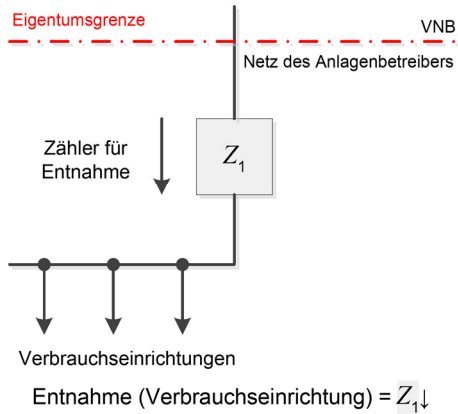 Eigentumsgrenze
VNB
Netz des Anlagenbetreibers
Zähler für
Entnahme
Z₁
Verbrauchseinrichtungen
Entnahme (Verbrauchseinrichtung) = Z₁↓